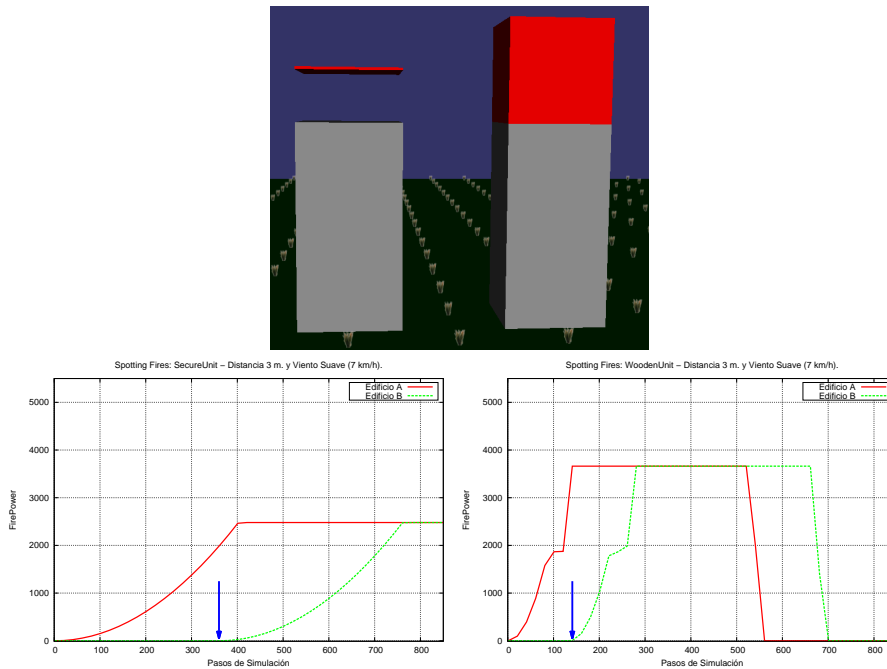 Spotting Fires: SecureUnit – Distancia 3 m. y Viento Suave (7 km/h).
5000
4000
3000
2000
1000
0
FirePower
Edificio A
Edificio B
0 100 200 300 400 500 600 700 800
Pasos de Simulación
Spotting Fires: WoodenUnit – Distancia 3 m. y Viento Suave (7 km/h).
5000
4000
3000
2000
1000
0
FirePower
Edificio A
Edificio B
0 100 200 300 400 500 600 700 800
Pasos de Simulación